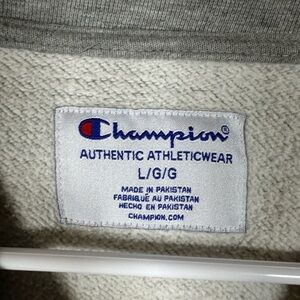 Champion®
AUTHENTIC ATHLETICWEAR
L/G/G
MADE IN PAKISTAN
FABRIQUÉ AU PAKISTAN
HECHO EN PAKISTAN
CHAMPION.COM